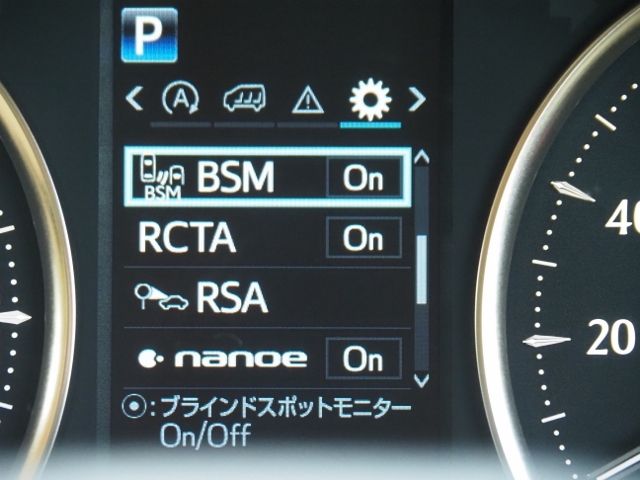 P
A
BSM BSM On
RCTA On
RSA
nanoe On
⦿:ブラインドスポットモニター
On/Off
40
20